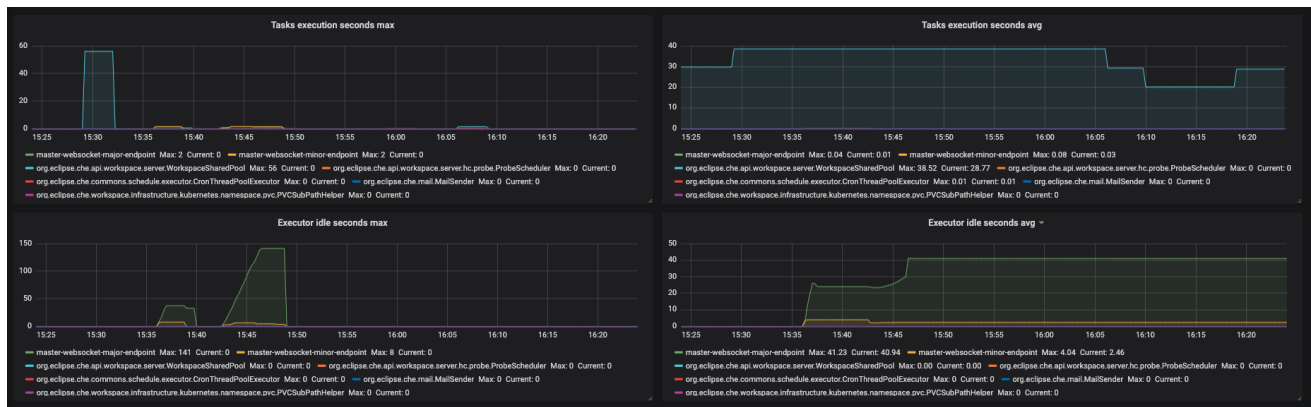 Tasks execution seconds max
60
40
20
0
15:25 15:30 15:35 15:40 15:45 15:50 15:55 16:00 16:05 16:10 16:15 16:20
master-websocket-major-endpoint Max: 2 Current: 0 master-websocket-minor-endpoint Max: 2 Current: 0
org.eclipse.che.api.workspace.server.WorkspaceSharedPool Max: 56 Current: 0 org.eclipse.che.api.workspace.server.hc.probe.ProbeScheduler Max: 0 Current: 0
org.eclipse.che.commons.schedule.executor.CronThreadPoolExecutor Max: 0 Current: 0 org.eclipse.che.mail.MailSender Max: 0 Current: 0
org.eclipse.che.workspace.infrastructure.kubernetes.namespace.pvc.PVCSubPathHelper Max: 0 Current: 0
Tasks execution seconds avg
40
30
20
10
0
15:25 15:30 15:35 15:40 15:45 15:50 15:55 16:00 16:05 16:10 16:15 16:20
master-websocket-major-endpoint Max: 0.04 Current: 0.01 master-websocket-minor-endpoint Max: 0.08 Current: 0.03
org.eclipse.che.api.workspace.server.WorkspaceSharedPool Max: 38.52 Current: 28.77 org.eclipse.che.api.workspace.server.hc.probe.ProbeScheduler Max: 0 Current: 0
org.eclipse.che.commons.schedule.executor.CronThreadPoolExecutor Max: 0.01 Current: 0.01 org.eclipse.che.mail.MailSender Max: 0 Current: 0
org.eclipse.che.workspace.infrastructure.kubernetes.namespace.pvc.PVCSubPathHelper Max: 0 Current: 0
Executor idle seconds max
150
100
50
0
15:25 15:30 15:35 15:40 15:45 15:50 15:55 16:00 16:05 16:10 16:15 16:20
master-websocket-major-endpoint Max: 141 Current: 0 master-websocket-minor-endpoint Max: 8 Current: 0
org.eclipse.che.api.workspace.server.WorkspaceSharedPool Max: 0 Current: 0 org.eclipse.che.api.workspace.server.hc.probe.ProbeScheduler Max: 0 Current: 0
org.eclipse.che.commons.schedule.executor.CronThreadPoolExecutor Max: 0 Current: 0 org.eclipse.che.mail.MailSender Max: 0 Current: 0
org.eclipse.che.workspace.infrastructure.kubernetes.namespace.pvc.PVCSubPathHelper Max: 0 Current: 0
Executor idle seconds avg
50
40
30
20
10
0
15:25 15:30 15:35 15:40 15:45 15:50 15:55 16:00 16:05 16:10 16:15 16:20
master-websocket-major-endpoint Max: 41.23 Current: 40.94 master-websocket-minor-endpoint Max: 4.04 Current: 2.46
org.eclipse.che.api.workspace.server.WorkspaceSharedPool Max: 0.00 Current: 0.00 org.eclipse.che.api.workspace.server.hc.probe.ProbeScheduler Max: 0 Current: 0
org.eclipse.che.commons.schedule.executor.CronThreadPoolExecutor Max: 0 Current: 0 org.eclipse.che.mail.MailSender Max: 0 Current: 0
org.eclipse.che.workspace.infrastructure.kubernetes.namespace.pvc.PVCSubPathHelper Max: 0 Current: 0